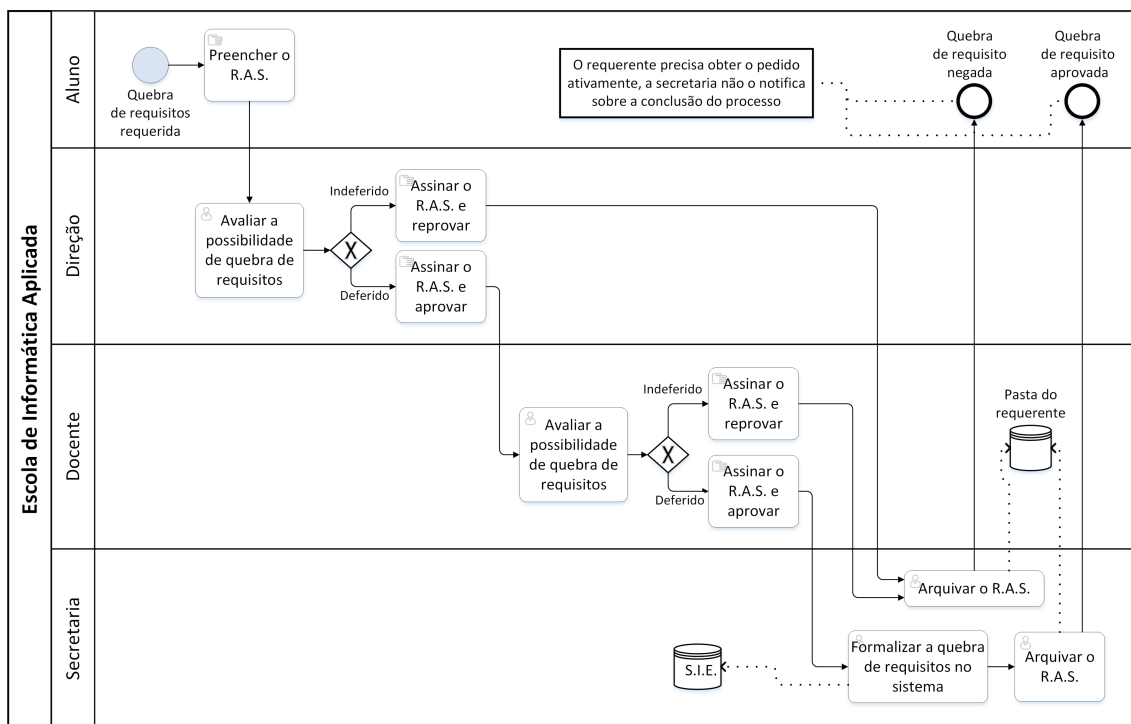 Escola de Informática Aplicada
Aluno
Quebra
de requisitos
requerida
Preencher o
R.A.S.
O requerente precisa obter o pedido
ativamente, a secretaria não o notifica
sobre a conclusão do processo
Quebra
de requisito
negada
Quebra
de requisito
aprovada
Direção
Avaliar a
possibilidade
de quebra de
requisitos
X
Indeferido
Assinar o
R.A.S. e
reprovar
Deferido
Assinar o
R.A.S. e
aprovar
Docente
Avaliar a
possibilidade
de quebra de
requisitos
X
Indeferido
Assinar o
R.A.S. e
reprovar
Deferido
Assinar o
R.A.S. e
aprovar
Pasta do
requerente
Secretaria
Arquivar o R.A.S.
S.I.E.
Formalizar a quebra
de requisitos no
sistema
Arquivar o
R.A.S.